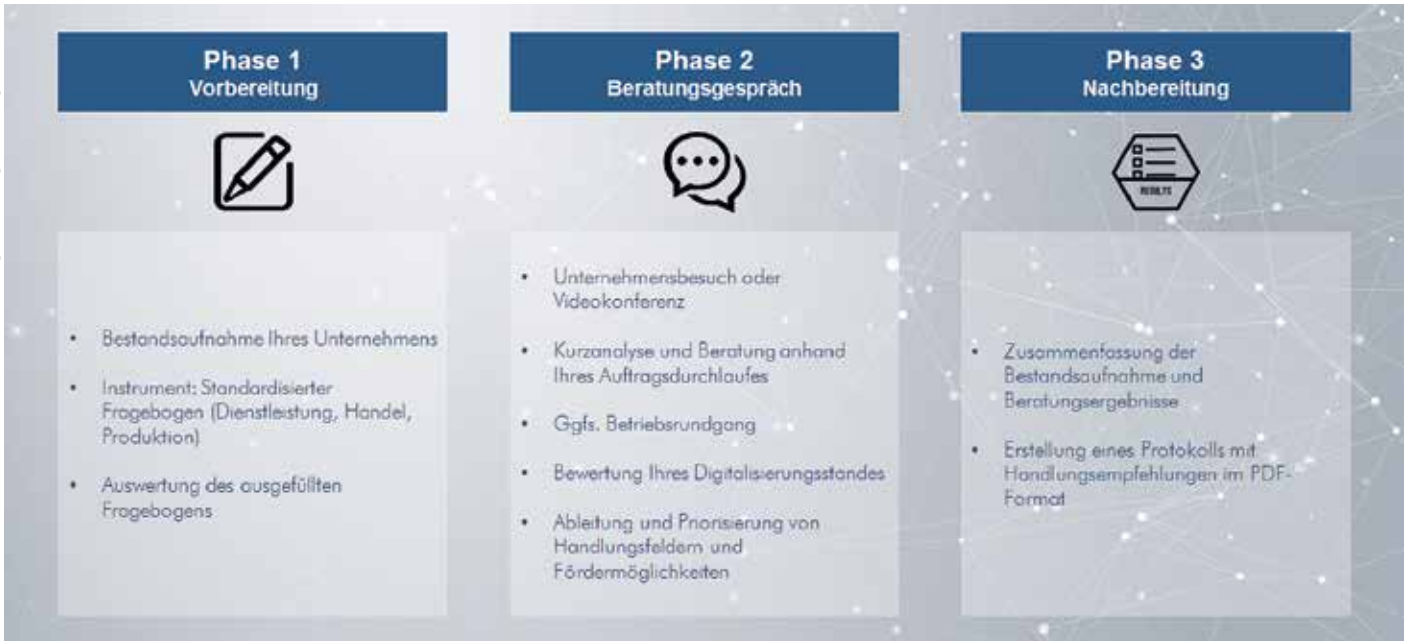 Phase 1
Vorbereitung
Bestandsaufnahme Ihres Unternehmens
Instrument: Standardisierter
Fragebogen (Dienstleistung, Handel,
Produktion)
Auswertung des ausgefüllten
Fragebogens
Phase 2
Beratungsgespräch
Unternehmensbesuch oder
Videokonferenz
Kurzanalyse und Beratung anhand
Ihres Auftragsdurchlaufes
Ggfs. Betriebsrundgang
Bewertung Ihres Digitalisierungsstandes
Ableitung und Priorisierung von
Handlungsfeldern und
Fördermöglichkeiten
Phase 3
Nachbereitung
RESULTS
Zusammenfassung der
Bestandsaufnahme und
Beratungsergebnisse
Erstellung eines Protokolls mit
Handlungsempfehlungen im PDF-
Format